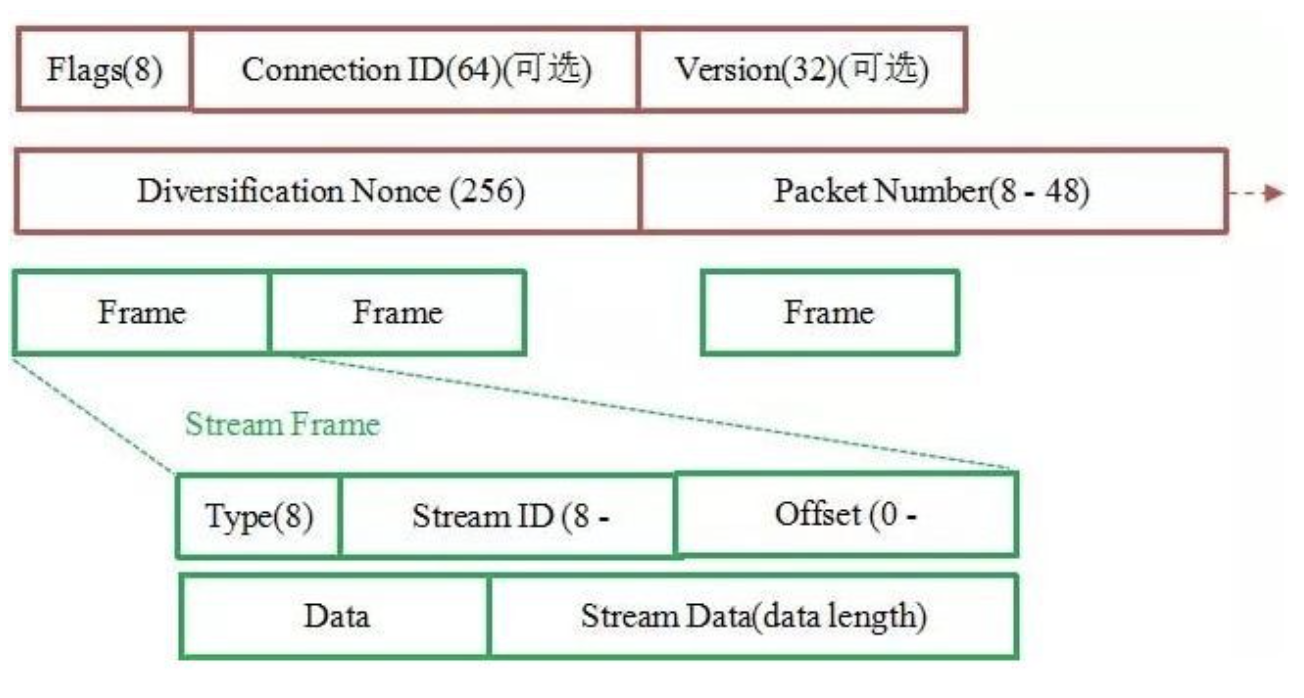 Flags(8) Connection ID(64)(可选) Version(32)(可选)
Diversification Nonce (256) Packet Number(8 - 48)
Frame Frame Frame
Stream Frame
Type(8) Stream ID (8 - Offset (0 -
Data Stream Data(data length)